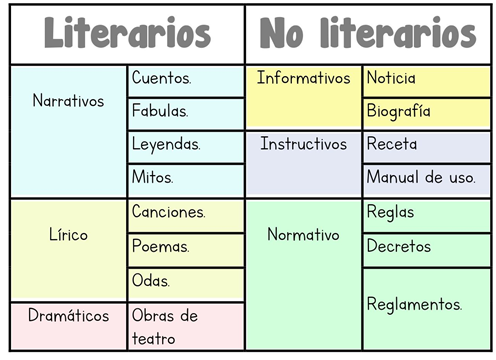 Literarios
No literarios
Narrativos
Cuentos.
Fabulas.
Leyendas.
Mitos.
Lírico
Canciones.
Poemas.
Odas.
Dramáticos
Obras de
teatro
Informativos
Noticia
Biografía
Instructivos
Receta
Manual de uso.
Normativo
Reglas
Decretos
Reglamentos.